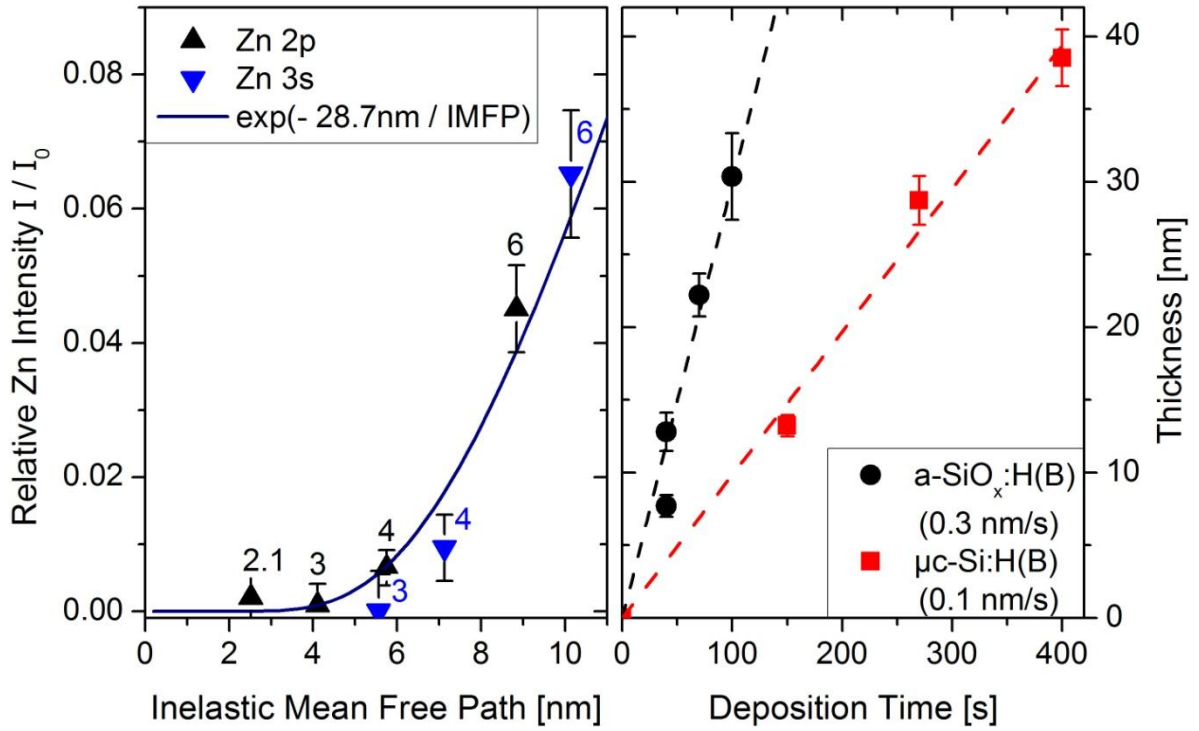 Zn 2p
Zn 3s
exp(- 28.7nm / IMFP)
0.08
0.06
0.04
0.02
0.00
Relative Zn Intensity I / I₀
2.1
3
4
6
3
4
6
0
2
4
6
8
10
Inelastic Mean Free Path [nm]
40
30
20
10
0
Thickness [nm]
a-SiOₓ:H(B)
(0.3 nm/s)
µc-Si:H(B)
(0.1 nm/s)
0
100
200
300
400
Deposition Time [s]